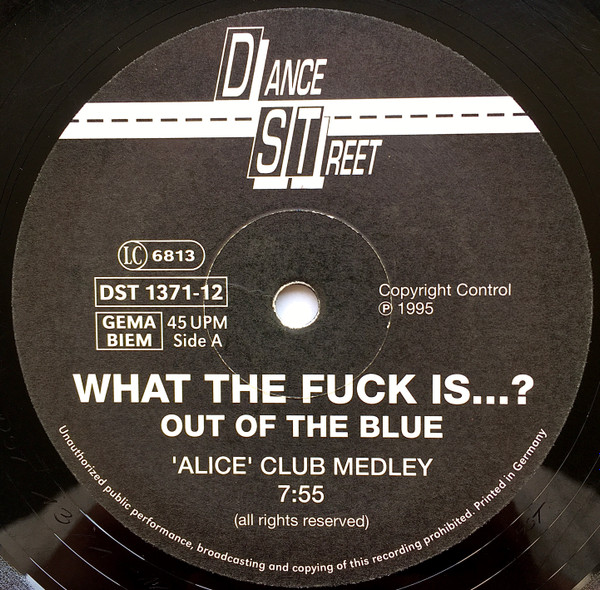 DANCE
STREET
LC 6813
DST 1371-12
GEMA
BIEM
45 UPM
Side A
Copyright Control
℗ 1995
WHAT THE FUCK IS...?
OUT OF THE BLUE
'ALICE' CLUB MEDLEY
7:55
(all rights reserved)
Unauthorized public performance, broadcasting and copying of this recording prohibited. Printed in Germany